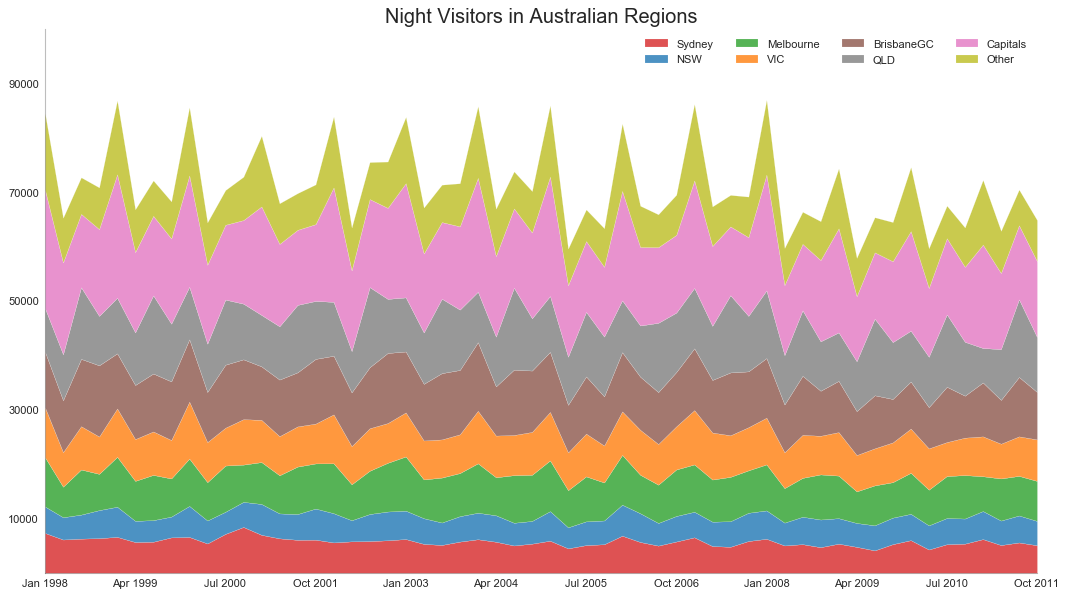 Night Visitors in Australian Regions
Sydney Melbourne BrisbaneGC Capitals
NSW VIC QLD Other
90000
70000
50000
30000
10000
Jan 1998 Apr 1999 Jul 2000 Oct 2001 Jan 2003 Apr 2004 Jul 2005 Oct 2006 Jan 2008 Apr 2009 Jul 2010 Oct 2011